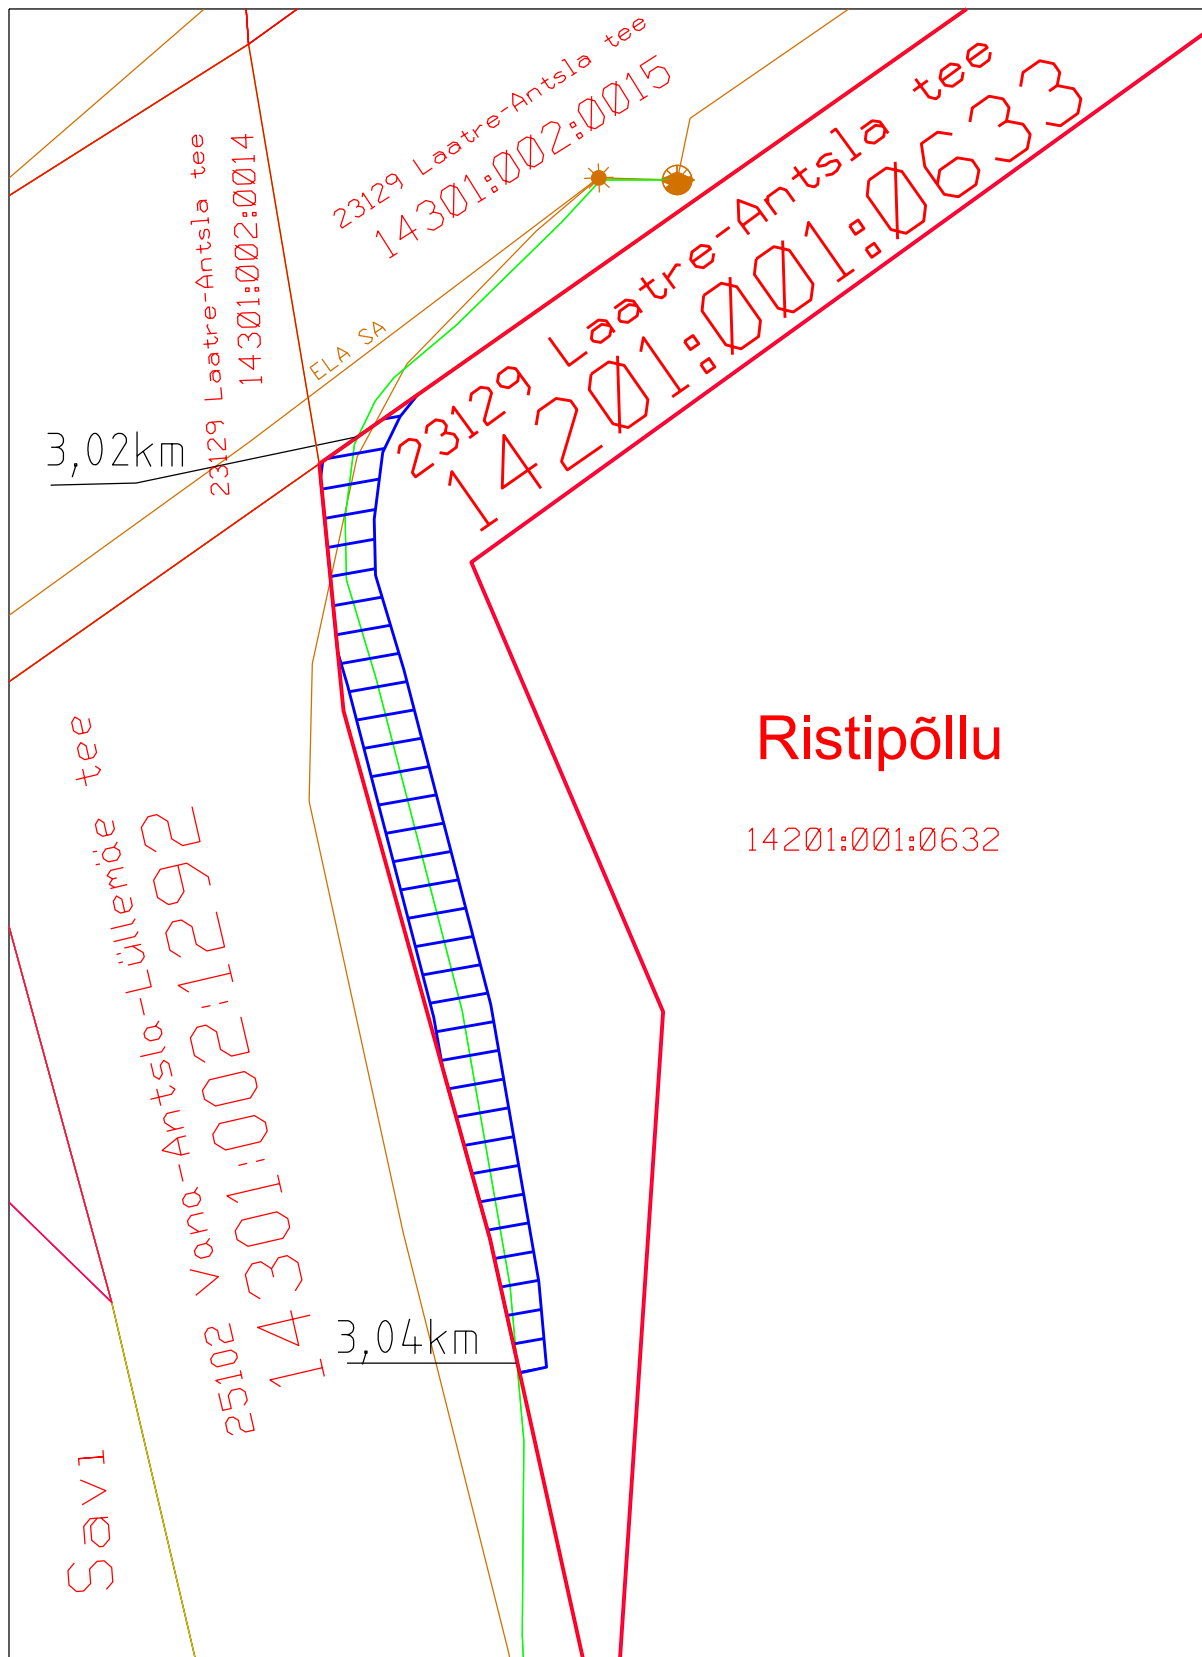 23129 Laatre-Antsla tee
14301:002:0015
23129 Laatre-Antsla tee
14301:002:0014
23129 Laatre-Antsla tee
14201:001:0633
ELA SA
3,02km
Ristipõllu
14201:001:0632
25102 Vana-Antsla-Lüllemäe tee
14301:002:1292
3,04km
Savi